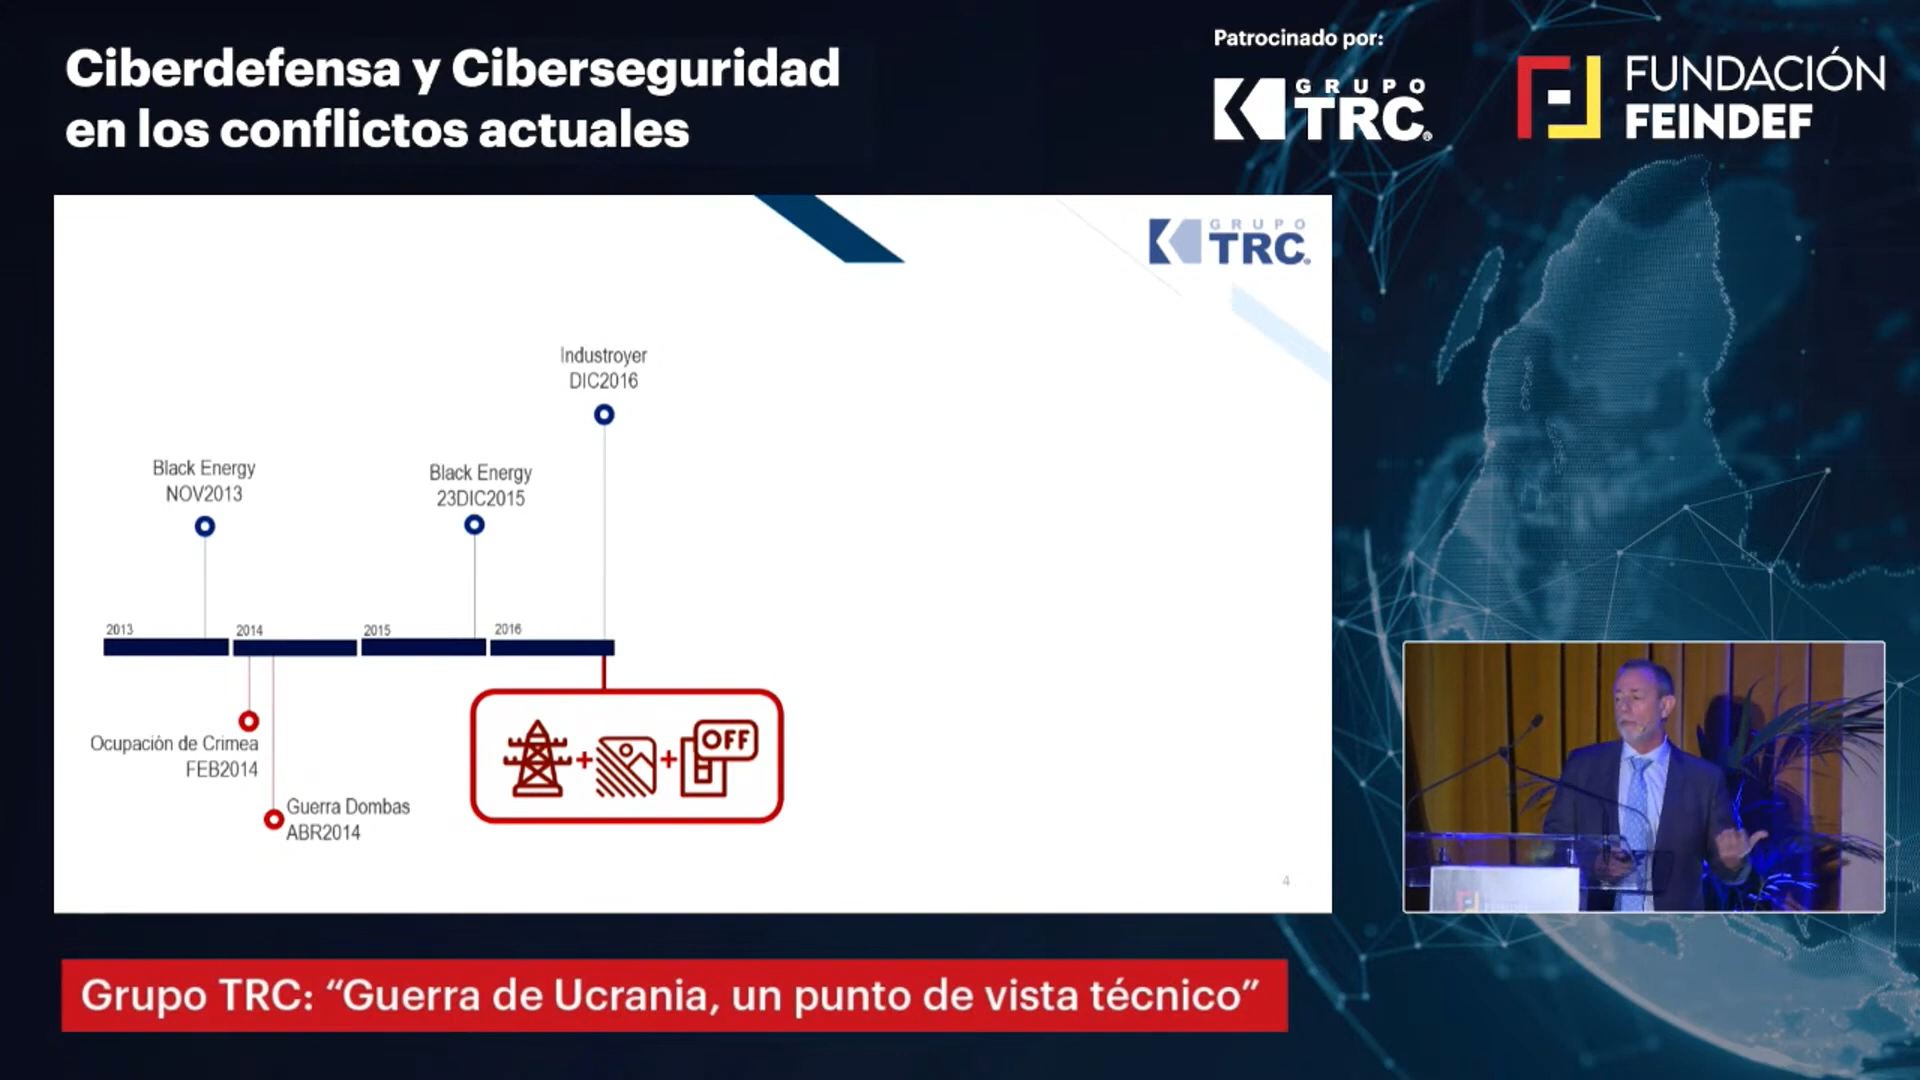 Ciberdefensa y Ciberseguridad
en los conflictos actuales
Patrocinado por:
GRUPO
TRC®
FUNDACIÓN
FEINDEF
GRUPO
TRC®
Industroyer
DIC2016
Black Energy
NOV2013
Black Energy
23DIC2015
2013
2014
2015
2016
OFF
Ocupación de Crimea
FEB2014
Guerra Dombas
ABR2014
4
Grupo TRC: “Guerra de Ucrania, un punto de vista técnico”